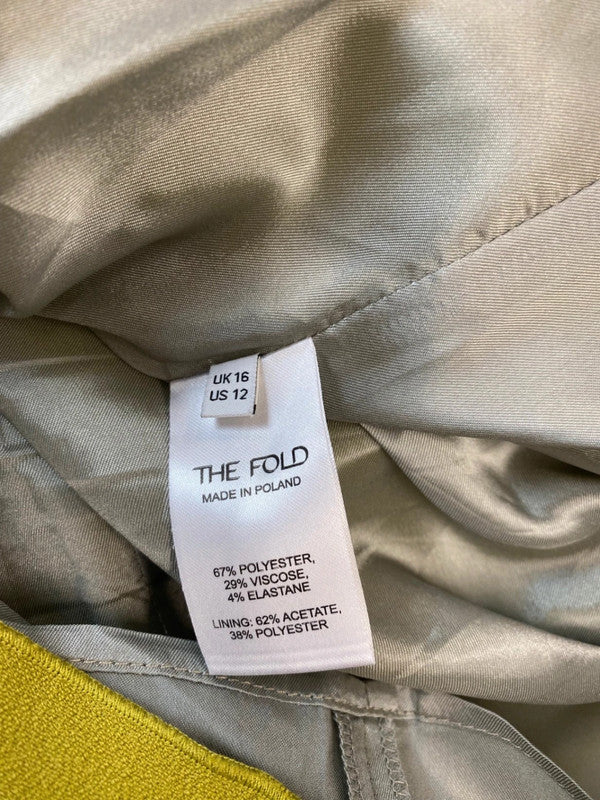 UK 16
US 12
THE FOLD
MADE IN POLAND
67% POLYESTER,
29% VISCOSE,
4% ELASTANE
LINING: 62% ACETATE,
38% POLYESTER